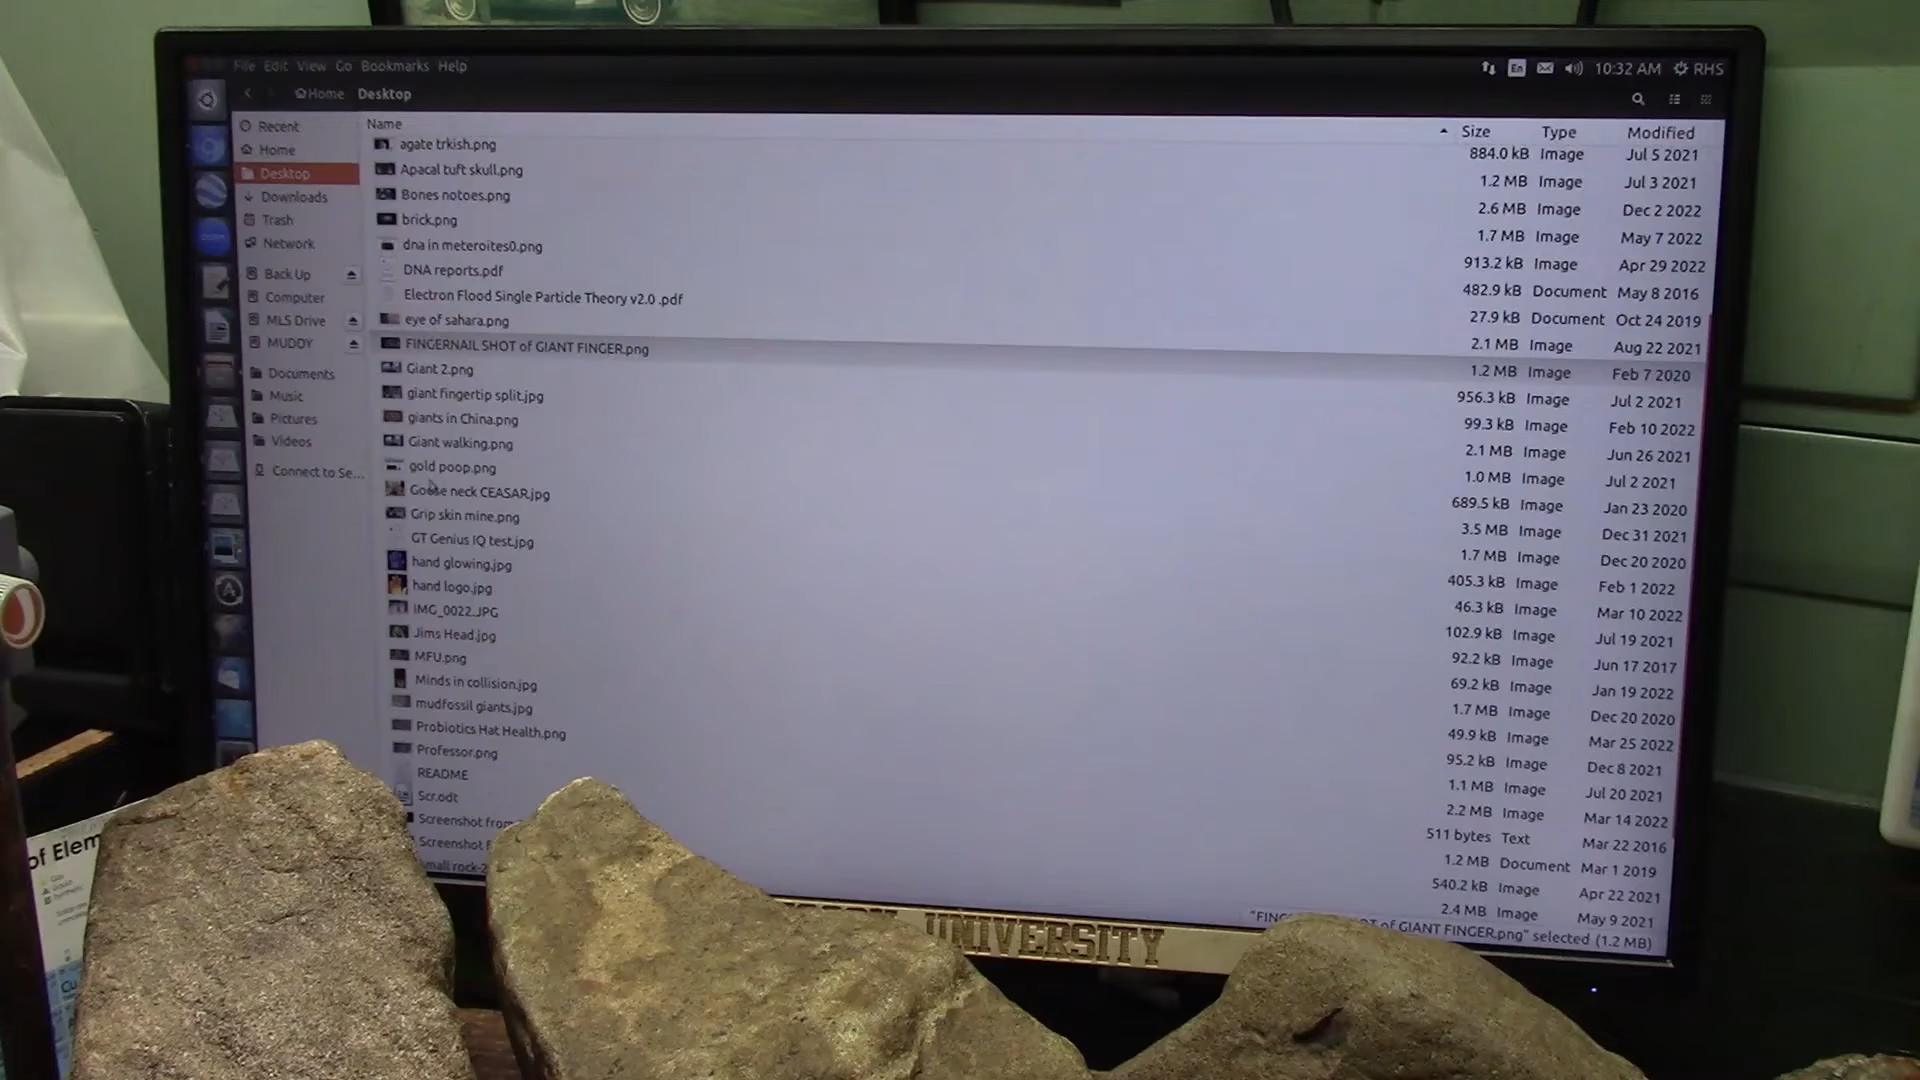 File Edit View Go Bookmarks Help
En 10:32 AM RHS
Home Desktop
Recent
Home
Desktop
Downloads
Trash
Network
Back Up
Computer
MLS Drive
MUDDY
Documents
Music
Pictures
Videos
Connect to Se...
Name Size Type Modified
agate trkish.png 884.0 kB Image Jul 5 2021
Apacal tuft skull.png 1.2 MB Image Jul 3 2021
Bones notoes.png 2.6 MB Image Dec 2 2022
brick.png 1.7 MB Image May 7 2022
dna in meteroites0.png 913.2 kB Image Apr 29 2022
DNA reports.pdf 482.9 kB Document May 8 2016
Electron Flood Single Particle Theory v2.0 .pdf 27.9 kB Document Oct 24 2019
eye of sahara.png 2.1 MB Image Aug 22 2021
FINGERNAIL SHOT of GIANT FINGER.png 1.2 MB Image Feb 7 2020
Giant 2.png 956.3 kB Image Jul 2 2021
giant fingertip split.jpg 99.3 kB Image Feb 10 2022
giants in China.png 2.1 MB Image Jun 26 2021
Giant walking.png 1.0 MB Image Jul 2 2021
gold poop.png 689.5 kB Image Jan 23 2020
Goose neck CEASAR.jpg 3.5 MB Image Dec 31 2021
Grip skin mine.png 1.7 MB Image Dec 20 2020
GT Genius IQ test.jpg 405.3 kB Image Feb 1 2022
hand glowing.jpg 46.3 kB Image Mar 10 2022
hand logo.jpg 102.9 kB Image Jul 19 2021
IMG_0022.JPG 92.2 kB Image Jun 17 2017
Jims Head.jpg 69.2 kB Image Jan 19 2022
MFU.png 1.7 MB Image Dec 20 2020
Minds in collision.jpg 49.9 kB Image Mar 25 2022
mudfossil giants.jpg 95.2 kB Image Dec 8 2021
Probiotics Hat Health.png 1.1 MB Image Jul 20 2021
Professor.png 2.2 MB Image Mar 14 2022
README 511 bytes Text Mar 22 2016
Scr.odt 1.2 MB Document Mar 1 2019
Screenshot from 540.2 kB Image Apr 22 2021
Screenshot 2.4 MB Image May 9 2021
small rock-2
of GIANT FINGER.png" selected (1.2 MB)
UNIVERSITY
of Elem
Cu